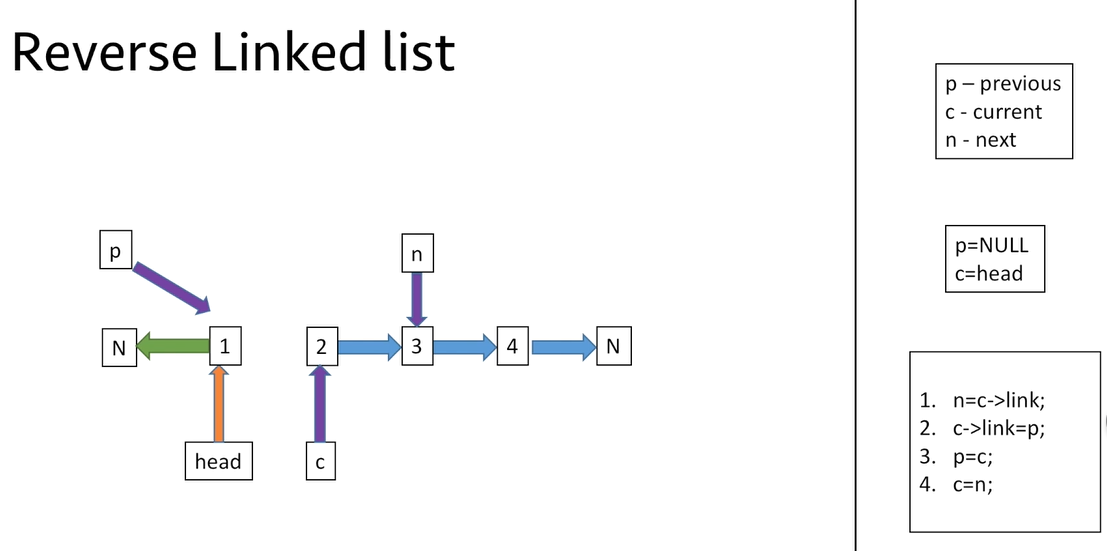 Reverse Linked list
p – previous
c - current
n - next
p
n
p=NULL
c=head
N
1
2
3
4
N
head
c
1. n=c->link;
2. c->link=p;
3. p=c;
4. c=n;